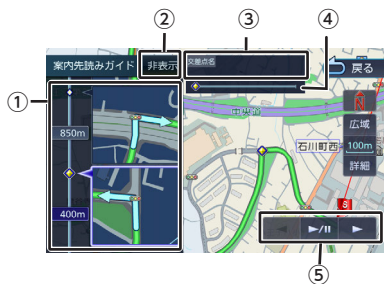 ② ③ ④
案内先読みガイド 非表示 交差点名 戻る
①
850m
広域
石川町西 100m
詳細
400m
8
⑤